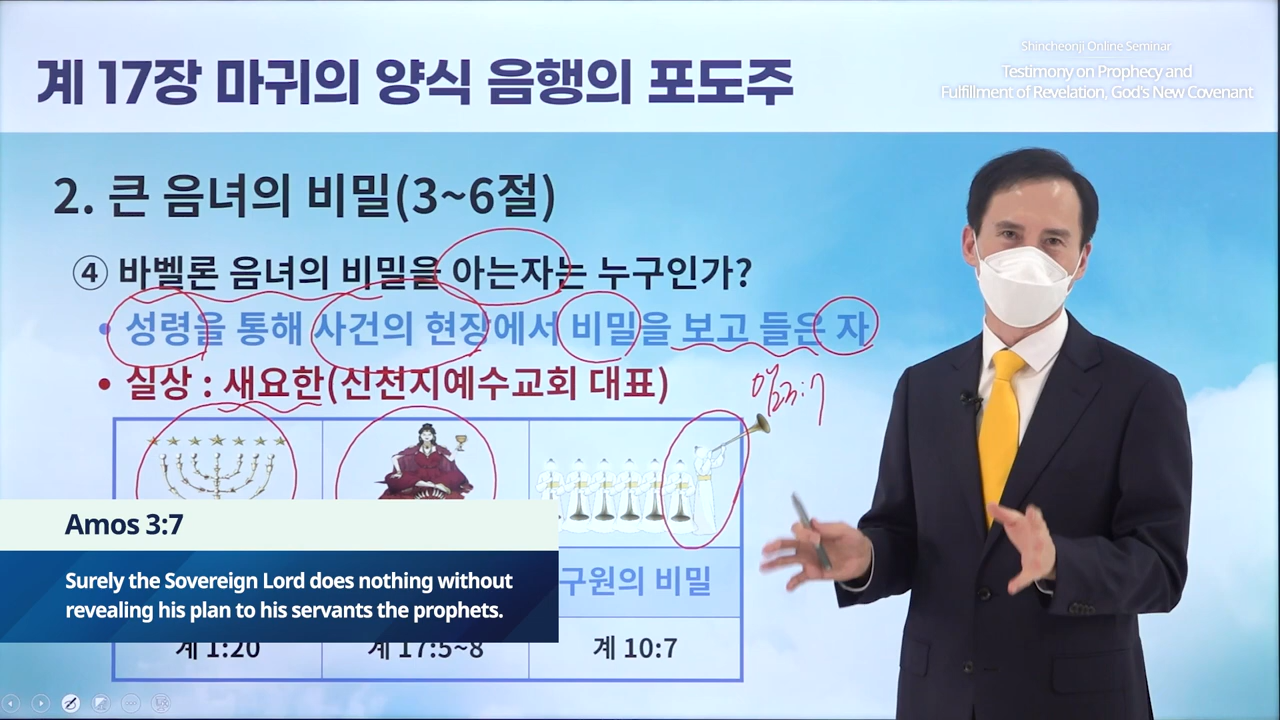 Shincheonji Online Seminar
Testimony on Prophecy and
Fulfillment of Revelation, God's New Covenant
계 17장 마귀의 양식 음행의 포도주
2. 큰 음녀의 비밀(3~6절)
④ 바벨론 음녀의 비밀을 아는자는 누구인가?
• 성령을 통해 사건의 현장에서 비밀을 보고 들은 자
• 실상 : 새요한(신천지예수교회 대표)
암3:7
Amos 3:7
Surely the Sovereign Lord does nothing without
revealing his plan to his servants the prophets.
구원의 비밀
계 1:20
계 17:5~8
계 10:7